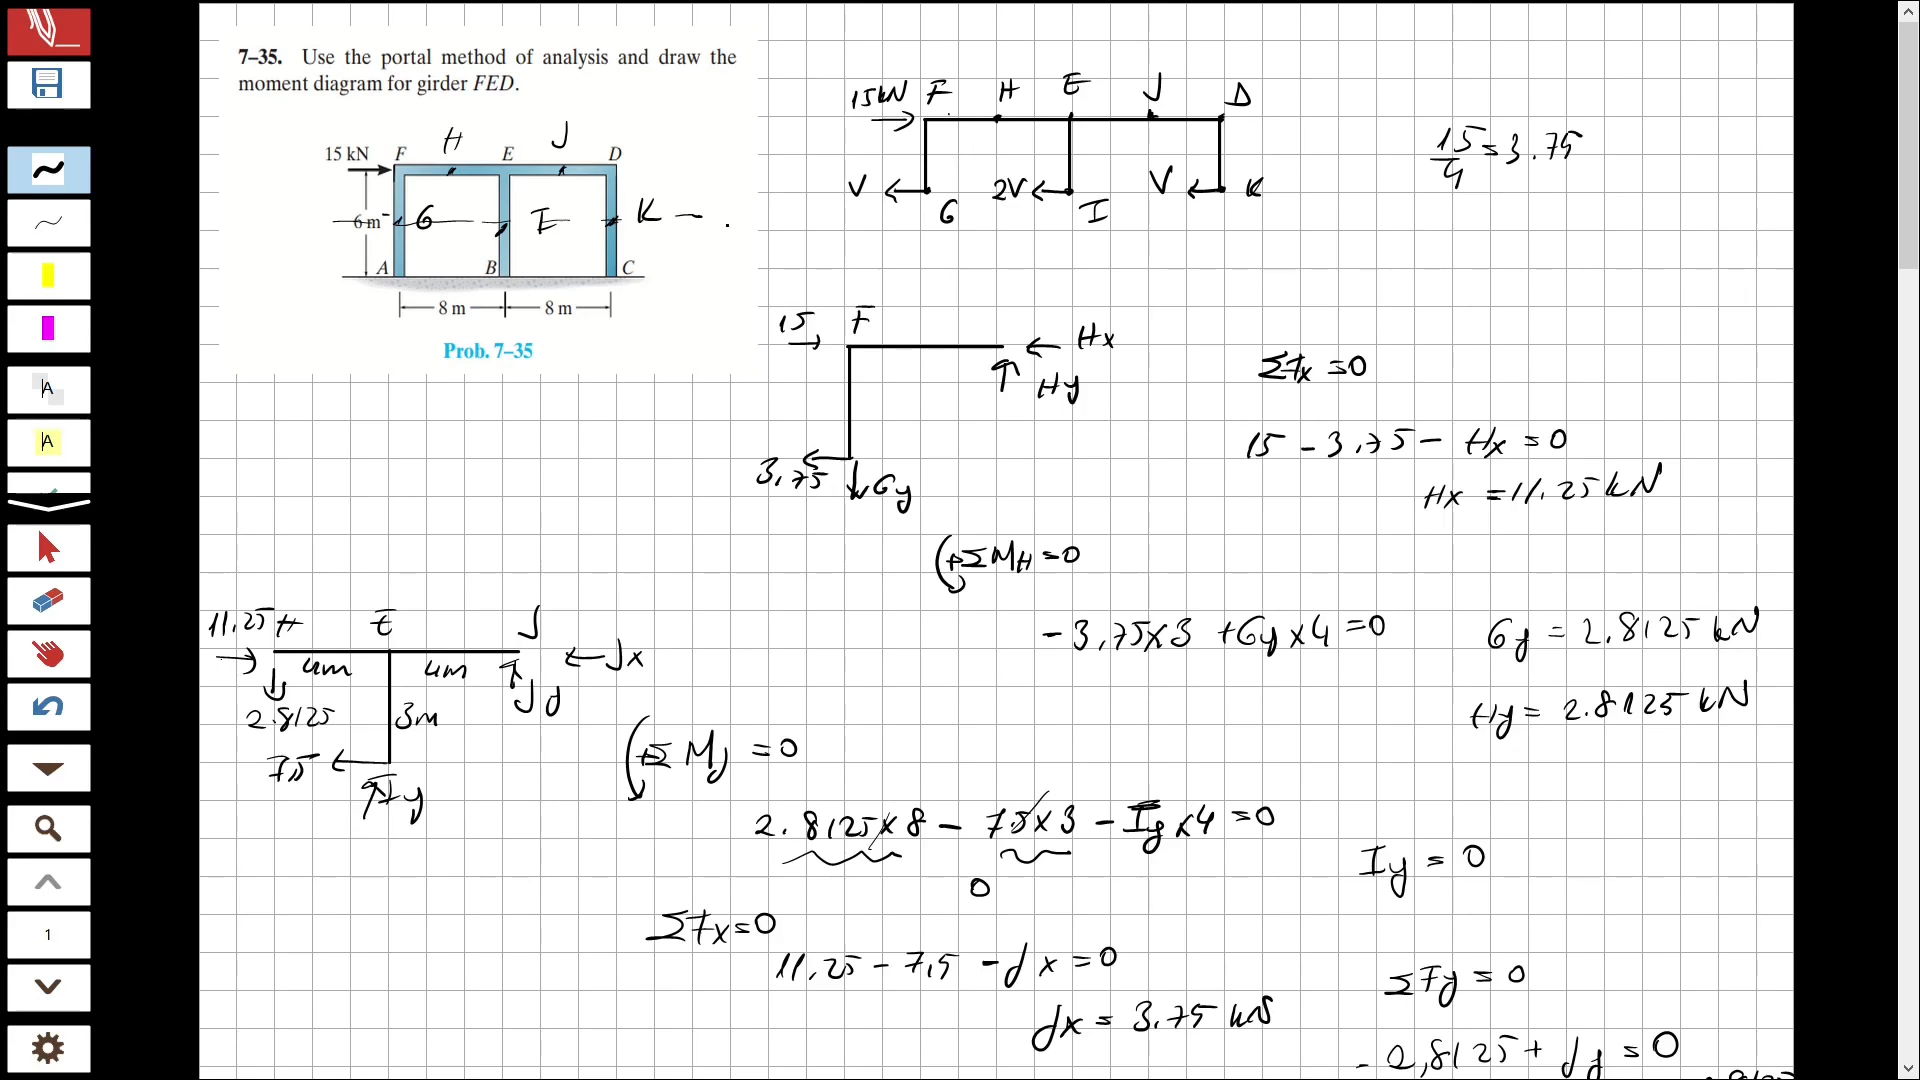 7–35. Use the portal method of analysis and draw the
moment diagram for girder FED.
H J
15 kN F E D
6 m G I K
A B C
8 m 8 m
Prob. 7–35
15kN F H E J D
V 2V V K
G I
15/4 = 3.75
15 F
Hx
Hy
3,75 Gy
ΣFx = 0
15 - 3,75 - Hx = 0
Hx = 11.25 kN
(+ΣMH = 0
-3,75x3 + Gy x 4 = 0
Gy = 2.8125 kN
Hy = 2.8125 kN
11.25 H E J
4m 4m Jx
2.8125 3m Jy
7,5
Iy
(+Σ MJ = 0
2.8125 x 8 - 7.5 x 3 - Iy x 4 = 0
0
Iy = 0
ΣFx = 0
11,25 - 7,5 - Jx = 0
Jx = 3.75 kN
ΣFy = 0
-2,8125 + Jy = 0
A
A
1